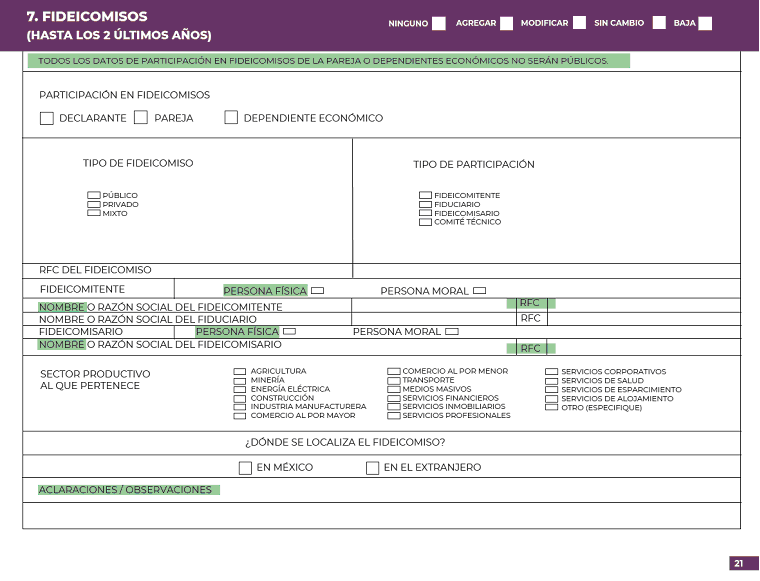 7. FIDEICOMISOS
(HASTA LOS 2 ÚLTIMOS AÑOS)
NINGUNO AGREGAR MODIFICAR SIN CAMBIO BAJA
TODOS LOS DATOS DE PARTICIPACIÓN EN FIDEICOMISOS DE LA PAREJA O DEPENDIENTES ECONÓMICOS NO SERÁN PÚBLICOS.
PARTICIPACIÓN EN FIDEICOMISOS
DECLARANTE PAREJA DEPENDIENTE ECONÓMICO
TIPO DE FIDEICOMISO
PÚBLICO
PRIVADO
MIXTO
TIPO DE PARTICIPACIÓN
FIDEICOMITENTE
FIDUCIARIO
FIDEICOMISARIO
COMITÉ TÉCNICO
RFC DEL FIDEICOMISO
FIDEICOMITENTE PERSONA FÍSICA PERSONA MORAL
NOMBRE O RAZÓN SOCIAL DEL FIDEICOMITENTE RFC
NOMBRE O RAZÓN SOCIAL DEL FIDUCIARIO RFC
FIDEICOMISARIO PERSONA FÍSICA PERSONA MORAL
NOMBRE O RAZÓN SOCIAL DEL FIDEICOMISARIO RFC
SECTOR PRODUCTIVO
AL QUE PERTENECE
AGRICULTURA
MINERÍA
ENERGÍA ELÉCTRICA
CONSTRUCCIÓN
INDUSTRIA MANUFACTURERA
COMERCIO AL POR MAYOR
COMERCIO AL POR MENOR
TRANSPORTE
MEDIOS MASIVOS
SERVICIOS FINANCIEROS
SERVICIOS INMOBILIARIOS
SERVICIOS PROFESIONALES
SERVICIOS CORPORATIVOS
SERVICIOS DE SALUD
SERVICIOS DE ESPARCIMIENTO
SERVICIOS DE ALOJAMIENTO
OTRO (ESPECIFIQUE)
¿DÓNDE SE LOCALIZA EL FIDEICOMISO?
EN MÉXICO EN EL EXTRANJERO
ACLARACIONES / OBSERVACIONES
21